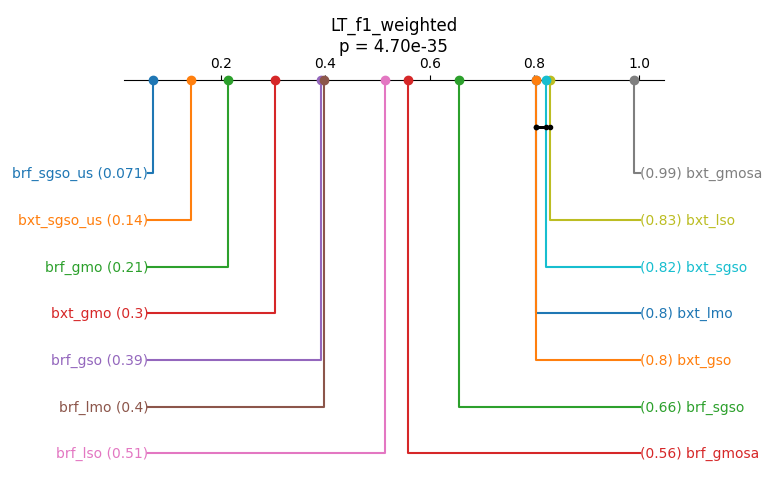 LT_f1_weighted
p = 4.70e-35
0.2 0.4 0.6 0.8 1.0
brf_sgso_us (0.071) (0.99) bxt_gmosa
bxt_sgso_us (0.14) (0.83) bxt_lso
brf_gmo (0.21) (0.82) bxt_sgso
bxt_gmo (0.3) (0.8) bxt_lmo
brf_gso (0.39) (0.8) bxt_gso
brf_lmo (0.4) (0.66) brf_sgso
brf_lso (0.51) (0.56) brf_gmosa